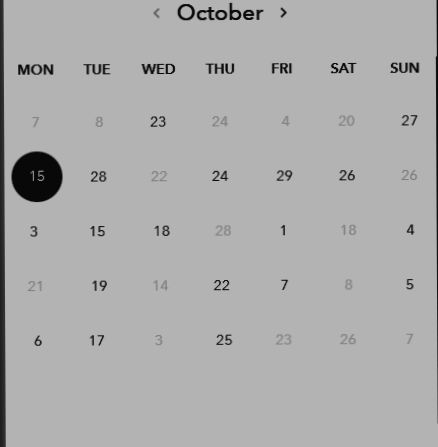 ‹ October ›
MON TUE WED THU FRI SAT SUN
7 8 23 24 4 20 27
15 28 22 24 29 26 26
3 15 18 28 1 18 4
21 19 14 22 7 8 5
6 17 3 25 23 26 7